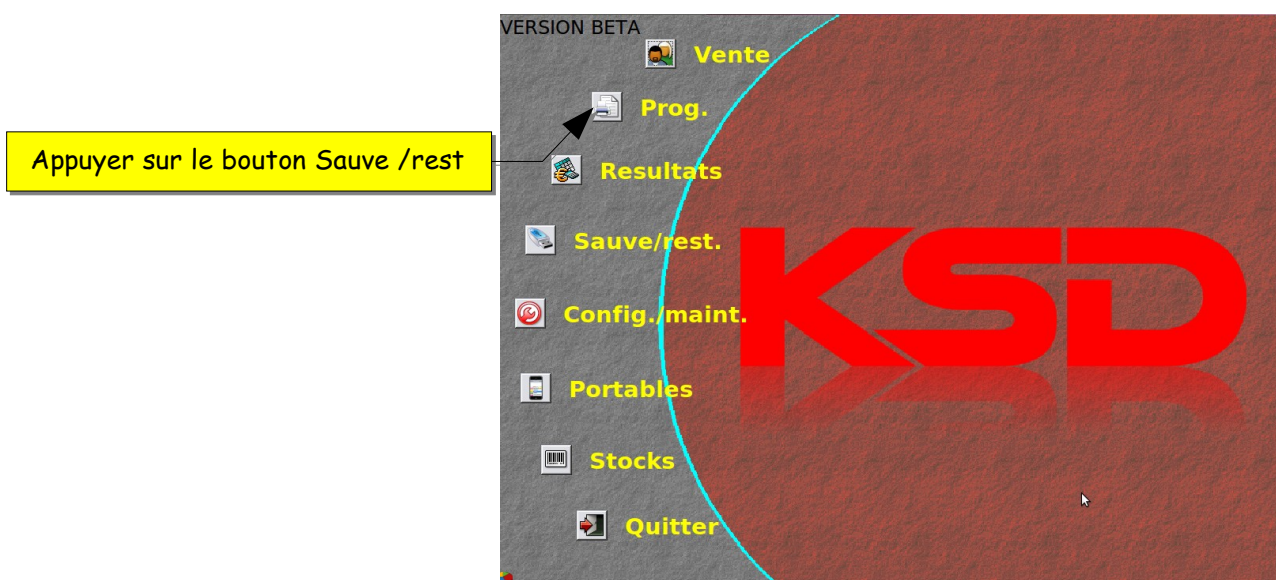 VERSION BETA
Vente
Prog.
Appuyer sur le bouton Sauve /rest
Resultats
Sauve/rest.
KSD
Config./maint.
Portables
Stocks
Quitter